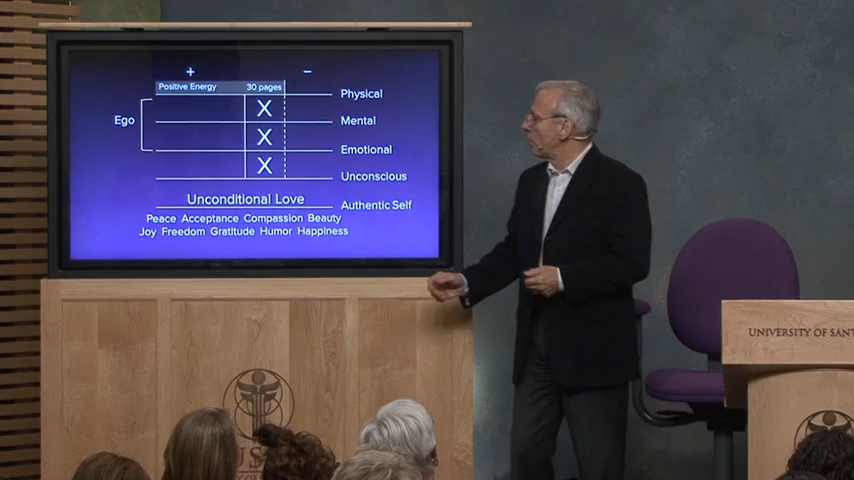 + −
Positive Energy 30 pages
Physical
X
Ego
Mental
X
Emotional
X
Unconscious
Unconditional Love
Authentic Self
Peace Acceptance Compassion Beauty
Joy Freedom Gratitude Humor Happiness
UNIVERSITY OF SANT